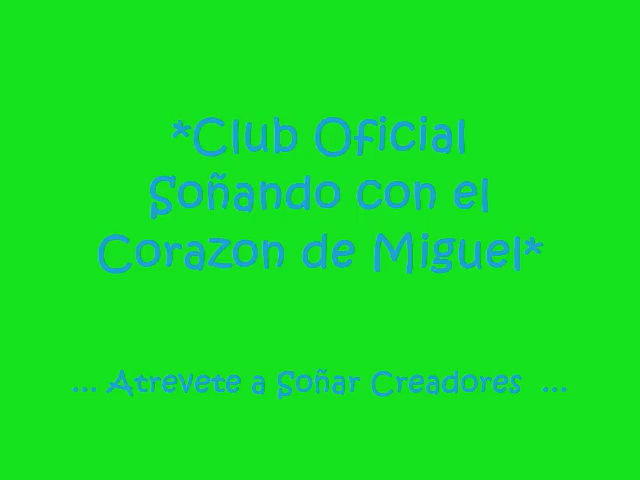 *Club Oficial
Soñando con el
Corazon de Miguel*
... Atrevete a Soñar Creadores ...